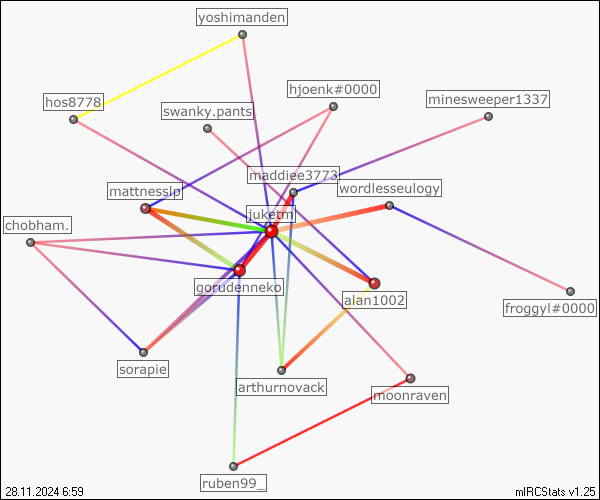 yoshimanden
hjoenk#0000
hos8778
minesweeper1337
swanky.pants
maddiee3773
mattnesslp
wordlesseulogy
juketrn
chobham.
gorudenneko
alan1002
froggyl#0000
sorapie
arthurnovack
moonraven
ruben99_
28.11.2024 6:59
mIRCStats v1.25